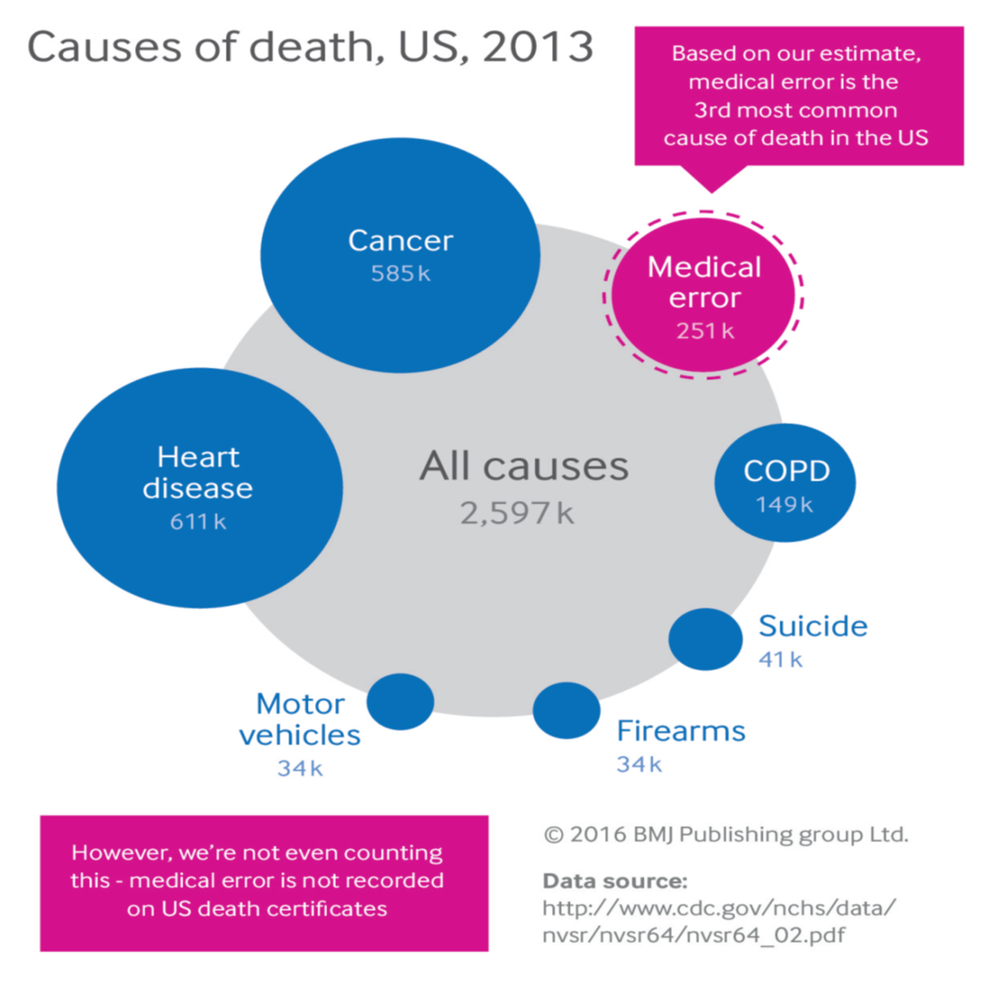 Causes of death, US, 2013
Based on our estimate,
medical error is the
3rd most common
cause of death in the US
Cancer
585k
Medical
error
251k
Heart
disease
611k
All causes
2,597k
COPD
149k
Suicide
41k
Motor
vehicles
34k
Firearms
34k
However, we're not even counting
this - medical error is not recorded
on US death certificates
© 2016 BMJ Publishing group Ltd.
Data source:
http://www.cdc.gov/nchs/data/
nvsr/nvsr64/nvsr64_02.pdf